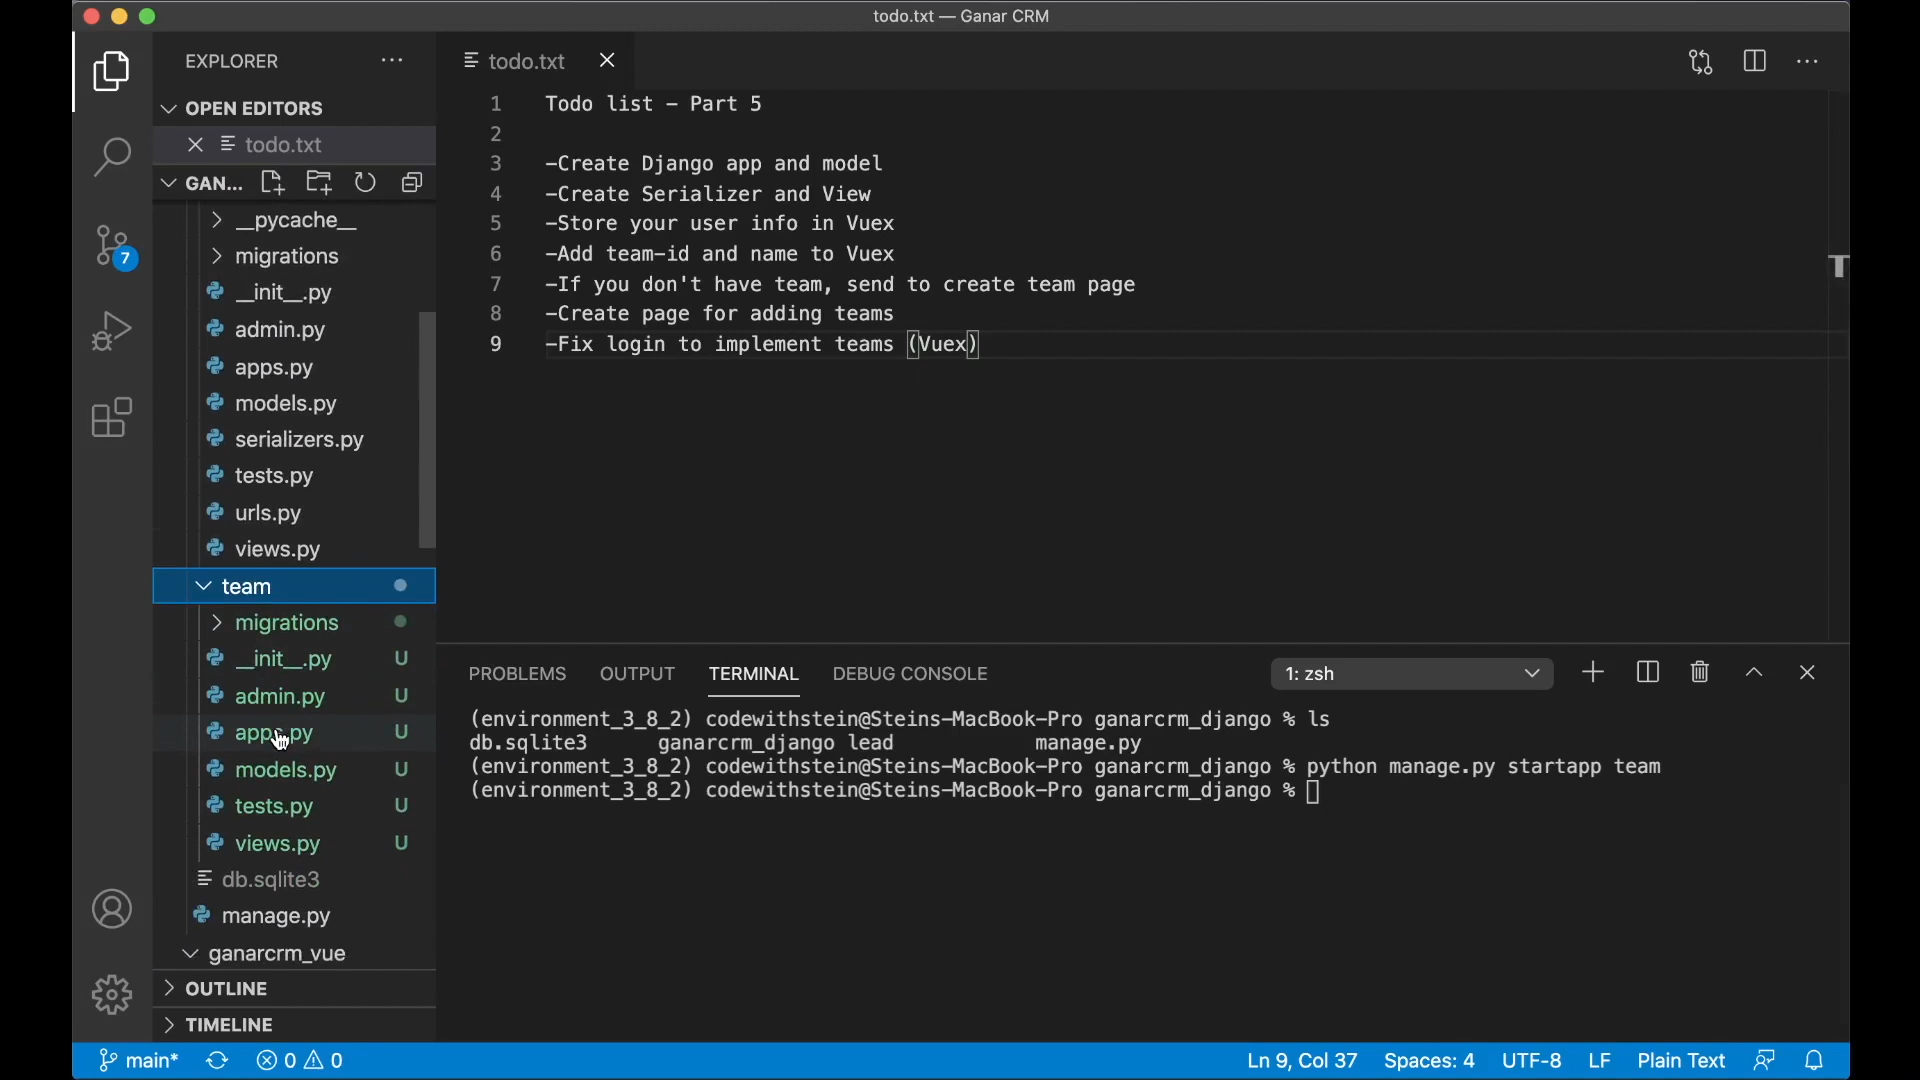 todo.txt — Ganar CRM
EXPLORER
OPEN EDITORS
todo.txt
GAN...
__pycache__
migrations
__init__.py
admin.py
apps.py
models.py
serializers.py
tests.py
urls.py
views.py
team
migrations
__init__.py U
admin.py U
apps.py U
models.py U
tests.py U
views.py U
db.sqlite3
manage.py
ganarcrm_vue
OUTLINE
TIMELINE
7
todo.txt
1 Todo list – Part 5
2
3 –Create Django app and model
4 –Create Serializer and View
5 –Store your user info in Vuex
6 –Add team-id and name to Vuex
7 –If you don't have team, send to create team page
8 –Create page for adding teams
9 –Fix login to implement teams (Vuex)
PROBLEMS OUTPUT TERMINAL DEBUG CONSOLE 1: zsh
(environment_3_8_2) codewithstein@Steins-MacBook-Pro ganarcrm_django % ls
db.sqlite3 ganarcrm_django lead manage.py
(environment_3_8_2) codewithstein@Steins-MacBook-Pro ganarcrm_django % python manage.py startapp team
(environment_3_8_2) codewithstein@Steins-MacBook-Pro ganarcrm_django %
main* 0 0 Ln 9, Col 37 Spaces: 4 UTF-8 LF Plain Text